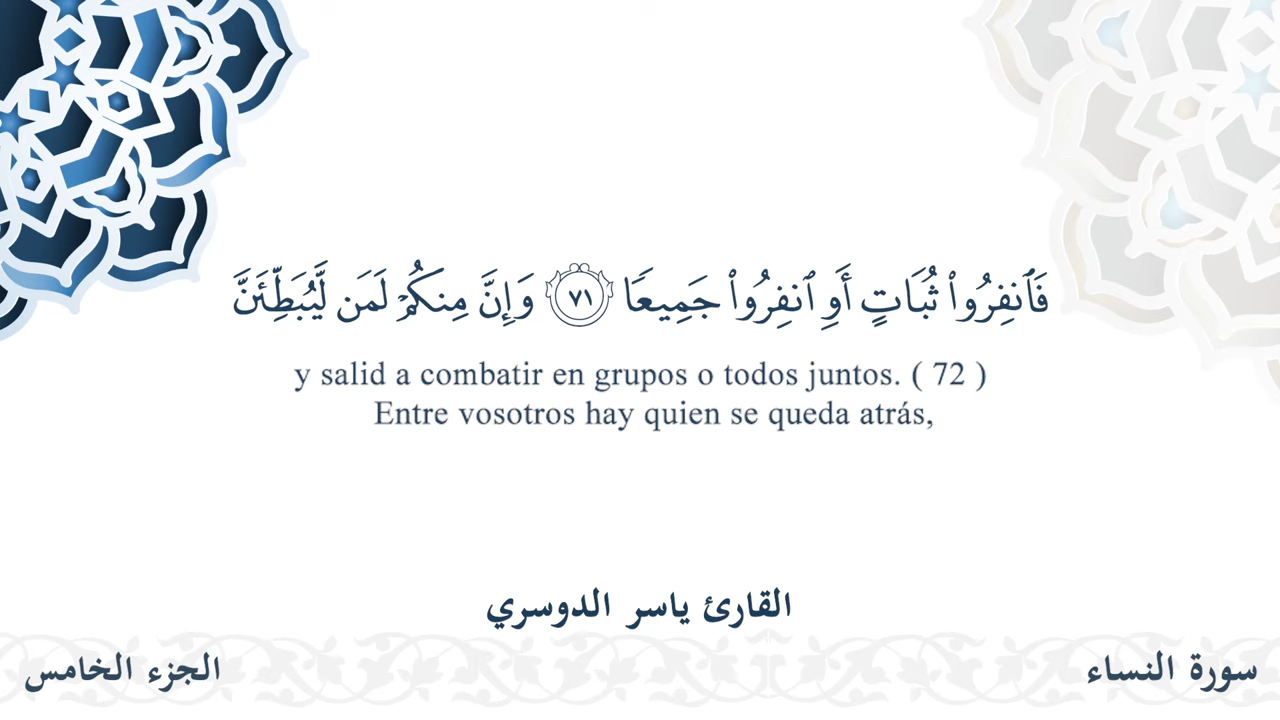 فَٱنفِرُوا۟ ثُبَاتٍ أَوِ ٱنفِرُوا۟ جَمِيعًا ٧١ وَإِنَّ مِنكُمْ لَمَن لَّيُبَطِّئَنَّ
y salid a combatir en grupos o todos juntos. ( 72 )
Entre vosotros hay quien se queda atrás,
القارئ ياسر الدوسري
سورة النساء
الجزء الخامس